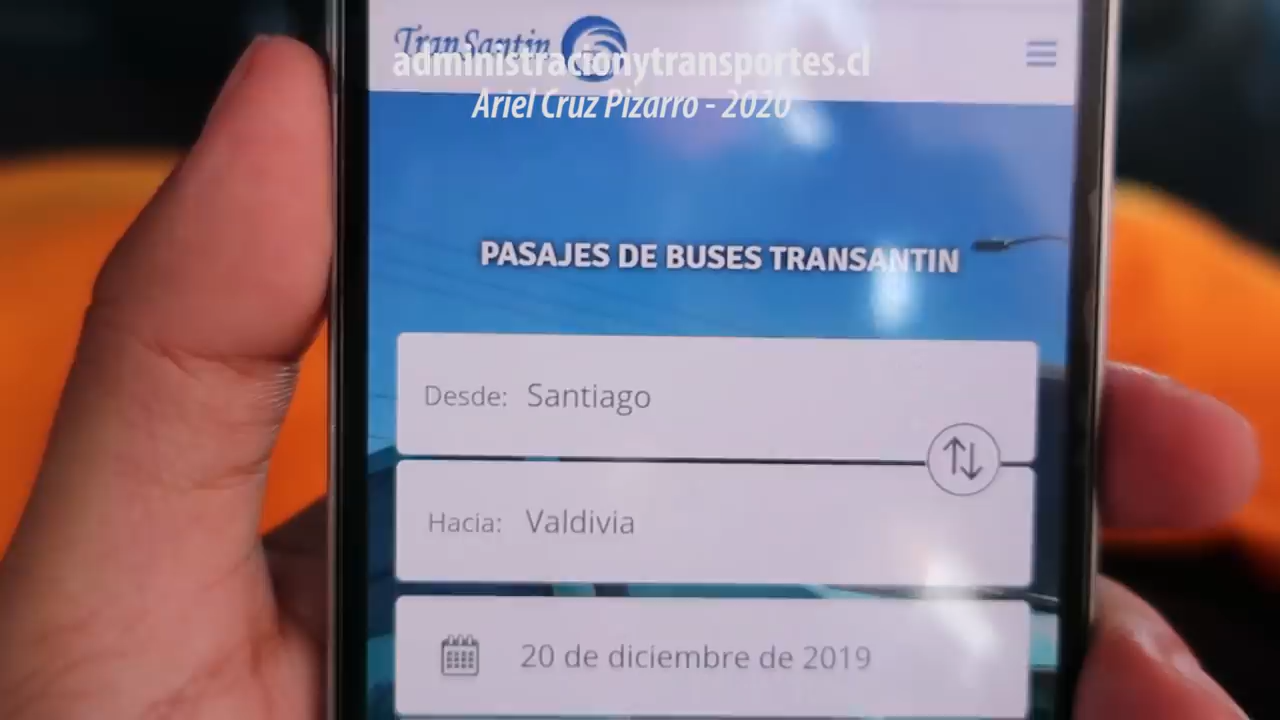 TranSantin
administracionytransportes.cl
Ariel Cruz Pizarro - 2020
PASAJES DE BUSES TRANSANTIN
Desde: Santiago
Hacia: Valdivia
20 de diciembre de 2019